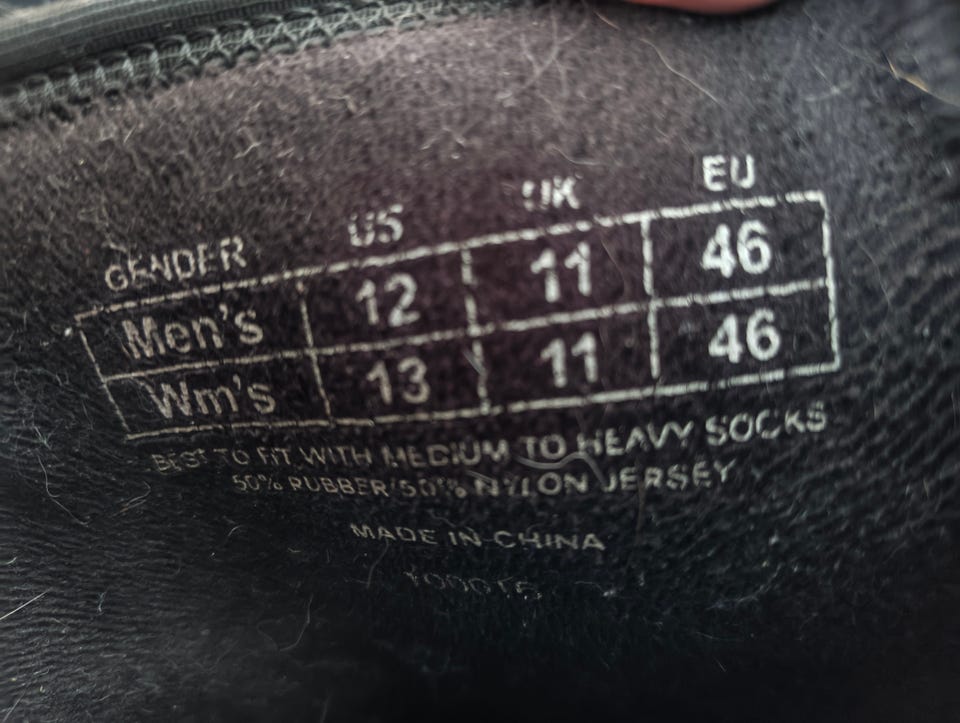 GENDER US UK EU
Men's 12 11 46
Wm's 13 11 46
BEST TO FIT WITH MEDIUM TO HEAVY SOCKS
50% RUBBER/50% NYLON JERSEY
MADE IN CHINA